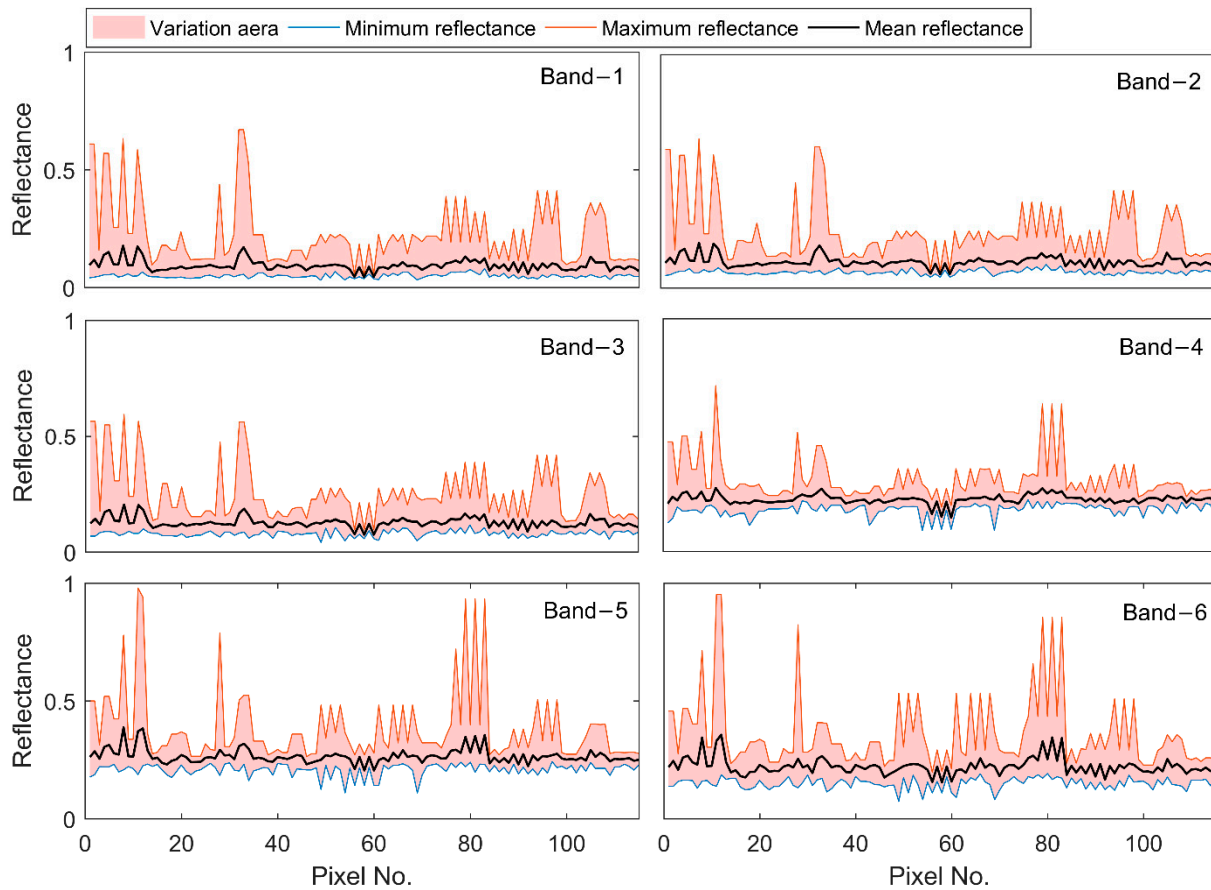 Variation aera Minimum reflectance Maximum reflectance Mean reflectance
1
0.5
0
Reflectance
Band−1
Band−2
1
0.5
0
Reflectance
Band−3
Band−4
1
0.5
0
Reflectance
Band−5
Band−6
0 20 40 60 80 100
0 20 40 60 80 100
Pixel No.
Pixel No.